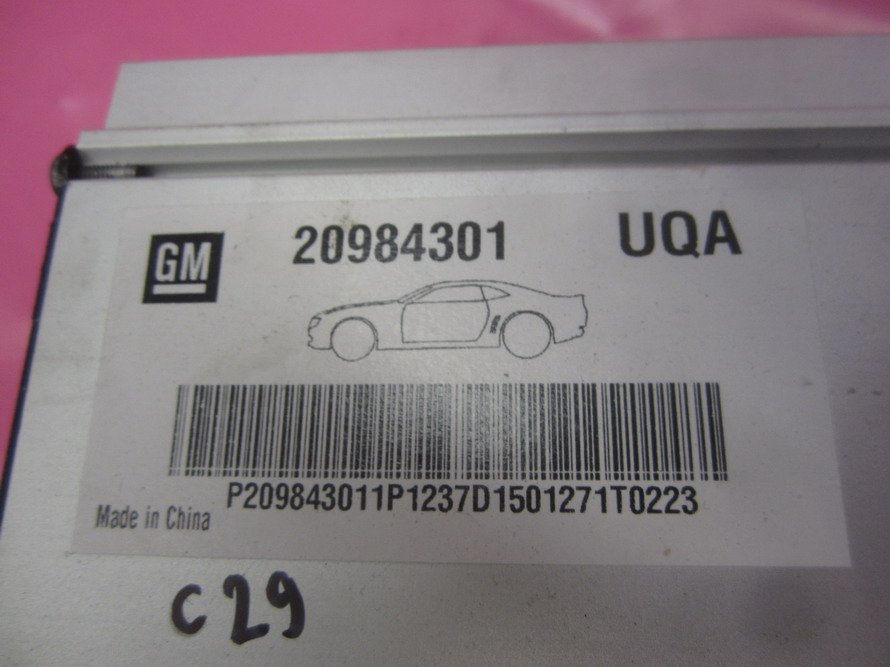 GM 20984301 UQA
P209843011P1237D1501271T0223
Made in China
C29